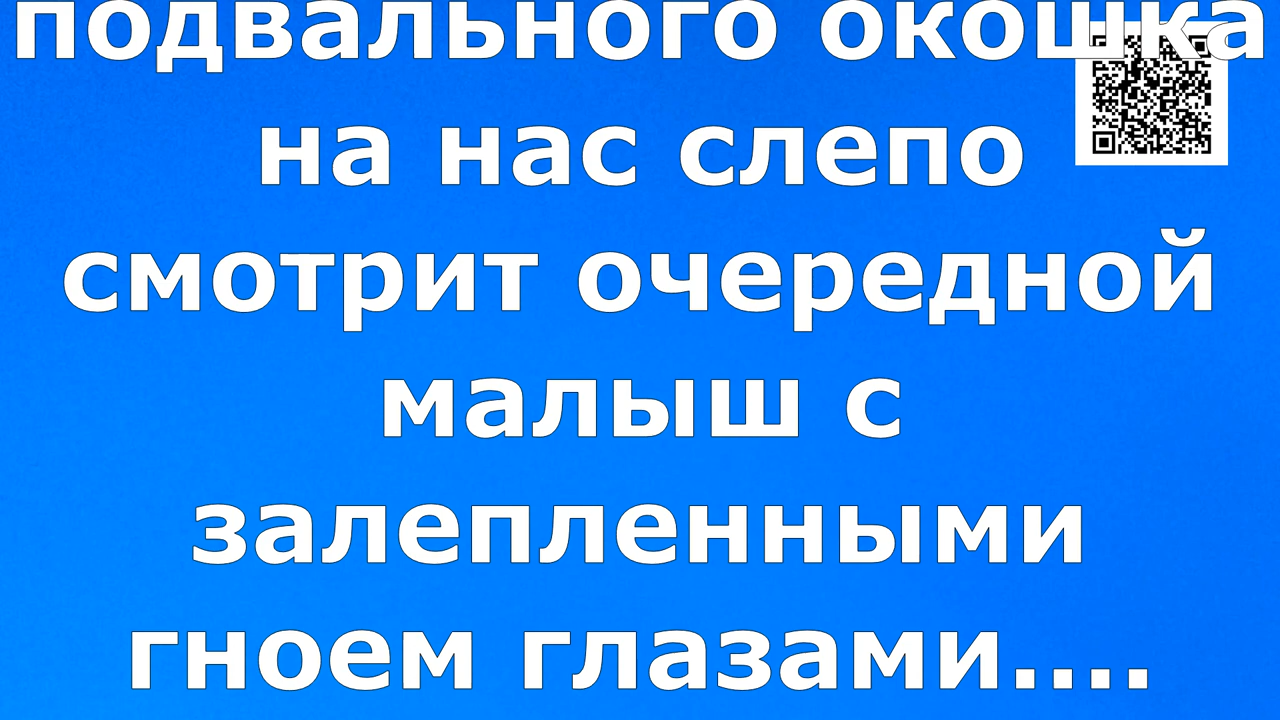 подвального окошка
на нас слепо
смотрит очередной
малыш с
залепленными
гноем глазами....